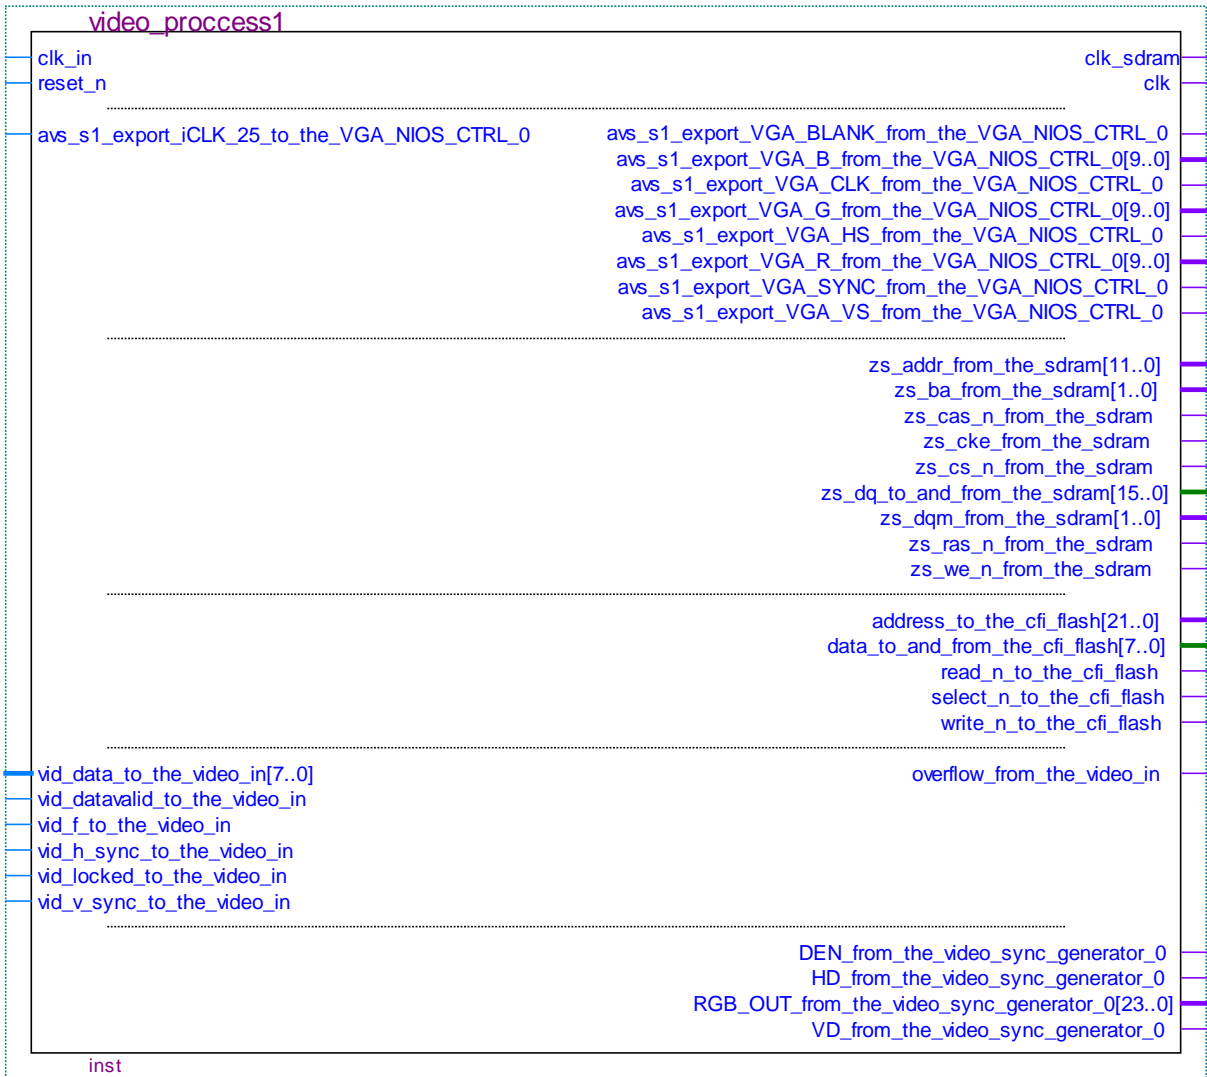 video_proccess1
clk_in clk_sdram
reset_n clk
avs_s1_export_iCLK_25_to_the_VGA_NIOS_CTRL_0 avs_s1_export_VGA_BLANK_from_the_VGA_NIOS_CTRL_0
avs_s1_export_VGA_B_from_the_VGA_NIOS_CTRL_0[9..0]
avs_s1_export_VGA_CLK_from_the_VGA_NIOS_CTRL_0
avs_s1_export_VGA_G_from_the_VGA_NIOS_CTRL_0[9..0]
avs_s1_export_VGA_HS_from_the_VGA_NIOS_CTRL_0
avs_s1_export_VGA_R_from_the_VGA_NIOS_CTRL_0[9..0]
avs_s1_export_VGA_SYNC_from_the_VGA_NIOS_CTRL_0
avs_s1_export_VGA_VS_from_the_VGA_NIOS_CTRL_0
zs_addr_from_the_sdram[11..0]
zs_ba_from_the_sdram[1..0]
zs_cas_n_from_the_sdram
zs_cke_from_the_sdram
zs_cs_n_from_the_sdram
zs_dq_to_and_from_the_sdram[15..0]
zs_dqm_from_the_sdram[1..0]
zs_ras_n_from_the_sdram
zs_we_n_from_the_sdram
address_to_the_cfi_flash[21..0]
data_to_and_from_the_cfi_flash[7..0]
read_n_to_the_cfi_flash
select_n_to_the_cfi_flash
write_n_to_the_cfi_flash
vid_data_to_the_video_in[7..0] overflow_from_the_video_in
vid_datavalid_to_the_video_in
vid_f_to_the_video_in
vid_h_sync_to_the_video_in
vid_locked_to_the_video_in
vid_v_sync_to_the_video_in
DEN_from_the_video_sync_generator_0
HD_from_the_video_sync_generator_0
RGB_OUT_from_the_video_sync_generator_0[23..0]
VD_from_the_video_sync_generator_0
inst